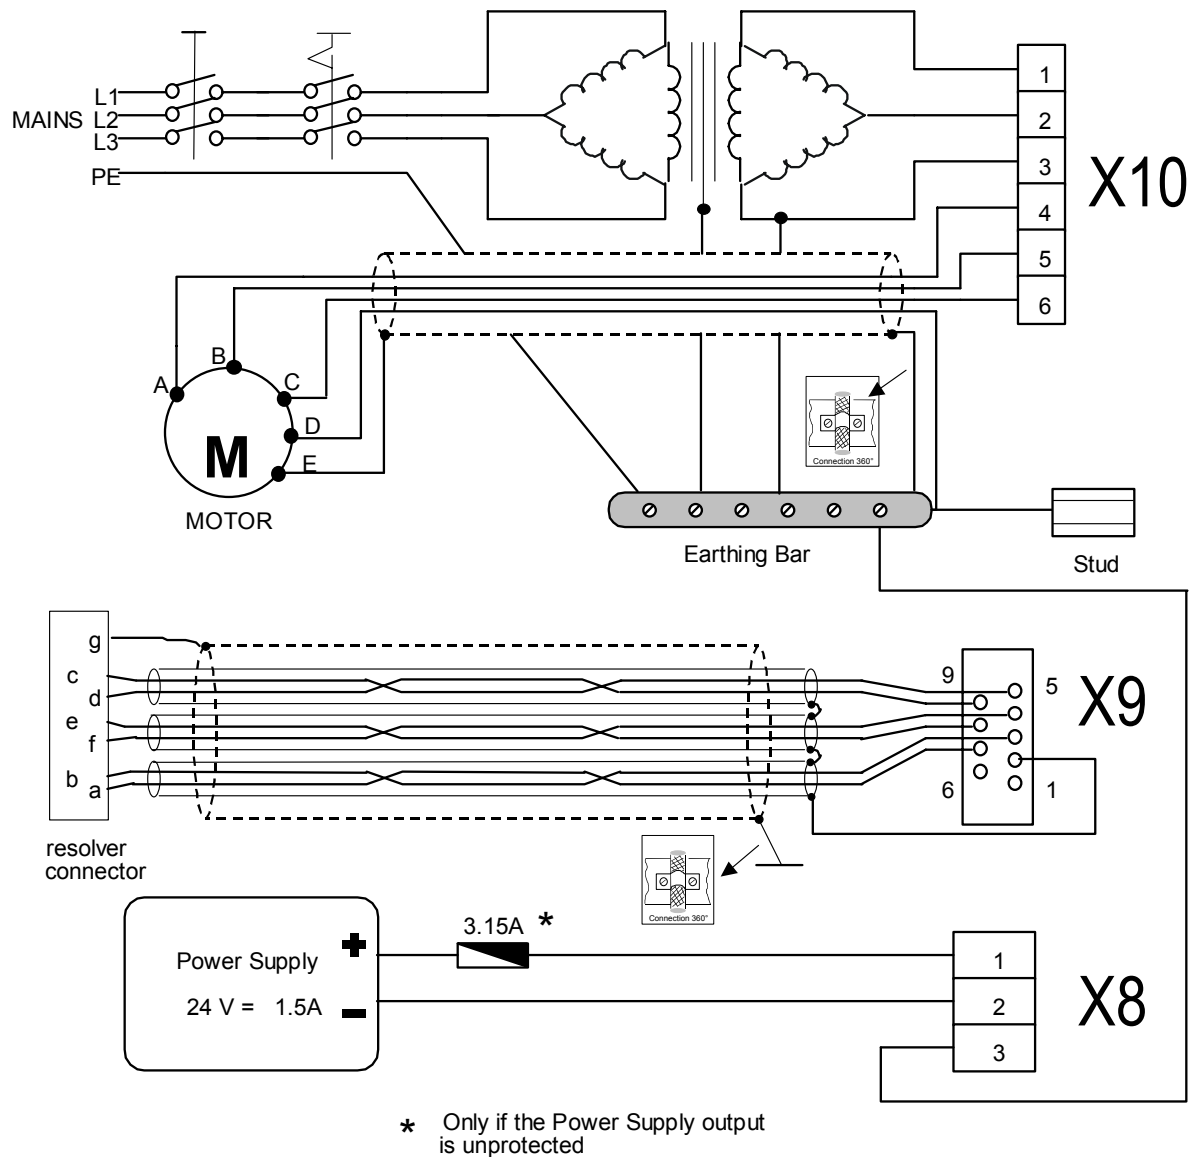 L1
MAINS L2
L3
PE
1
2
3
4
5
6
X10
A
B
C
D
E
M
MOTOR
Connection 360°
Earthing Bar
Stud
g
c
d
e
f
b
a
resolver
connector
9
5
6
1
X9
Connection 360°
Power Supply
24 V = 1.5A
+
-
3.15A *
1
2
3
X8
* Only if the Power Supply output
is unprotected